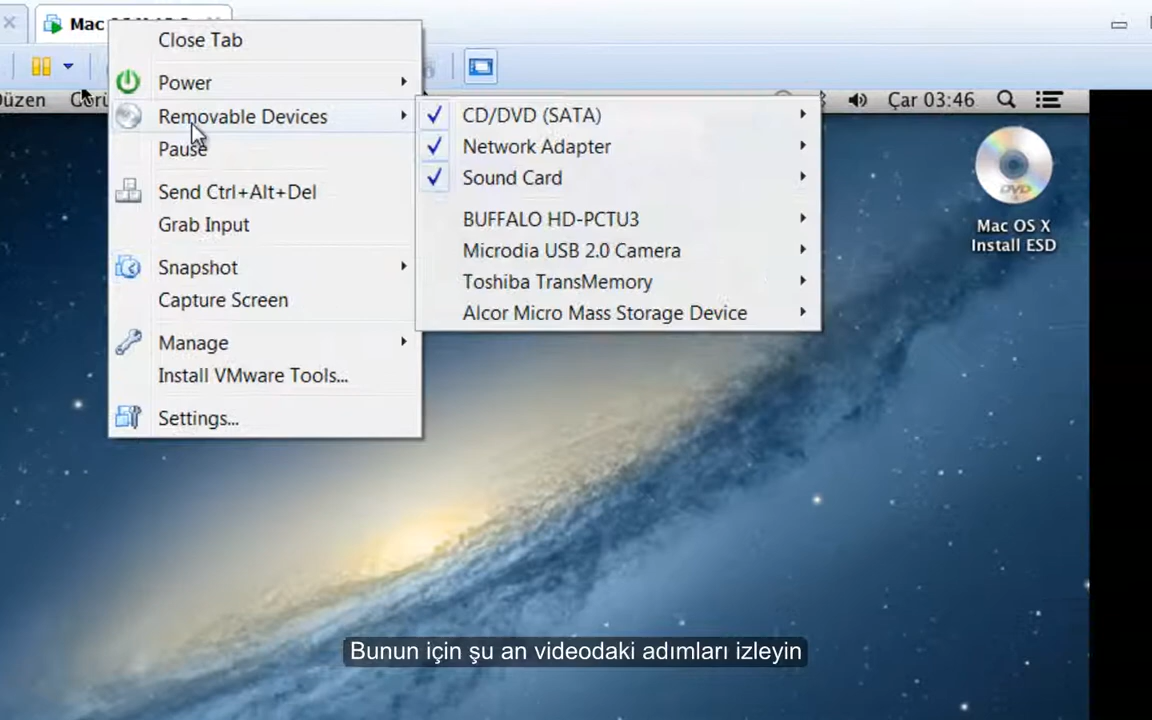 Mac
Close Tab
Power
Removable Devices
Pause
Send Ctrl+Alt+Del
Grab Input
Snapshot
Capture Screen
Manage
Install VMware Tools...
Settings...
Düzen
Çar 03:46
CD/DVD (SATA)
Network Adapter
Sound Card
BUFFALO HD-PCTU3
Microdia USB 2.0 Camera
Toshiba TransMemory
Alcor Micro Mass Storage Device
DVD
Mac OS X
Install ESD
Bunun için şu an videodaki adımları izleyin